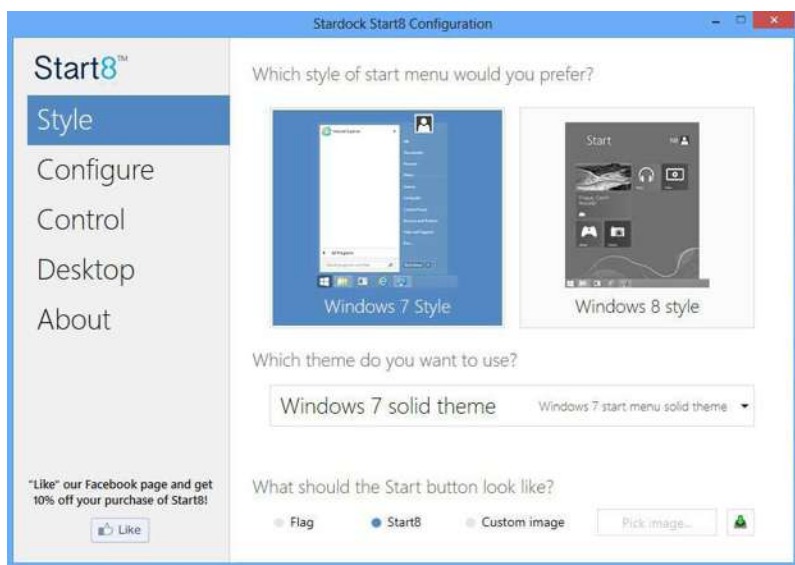 Stardock Start8 Configuration
Start8™
Style
Configure
Control
Desktop
About
"Like" our Facebook page and get
10% off your purchase of Start8!
Like
Which style of start menu would you prefer?
Windows 7 Style
Start
Windows 8 style
Which theme do you want to use?
Windows 7 solid theme
Windows 7 start menu solid theme
What should the Start button look like?
Flag
Start8
Custom image
Pick image...